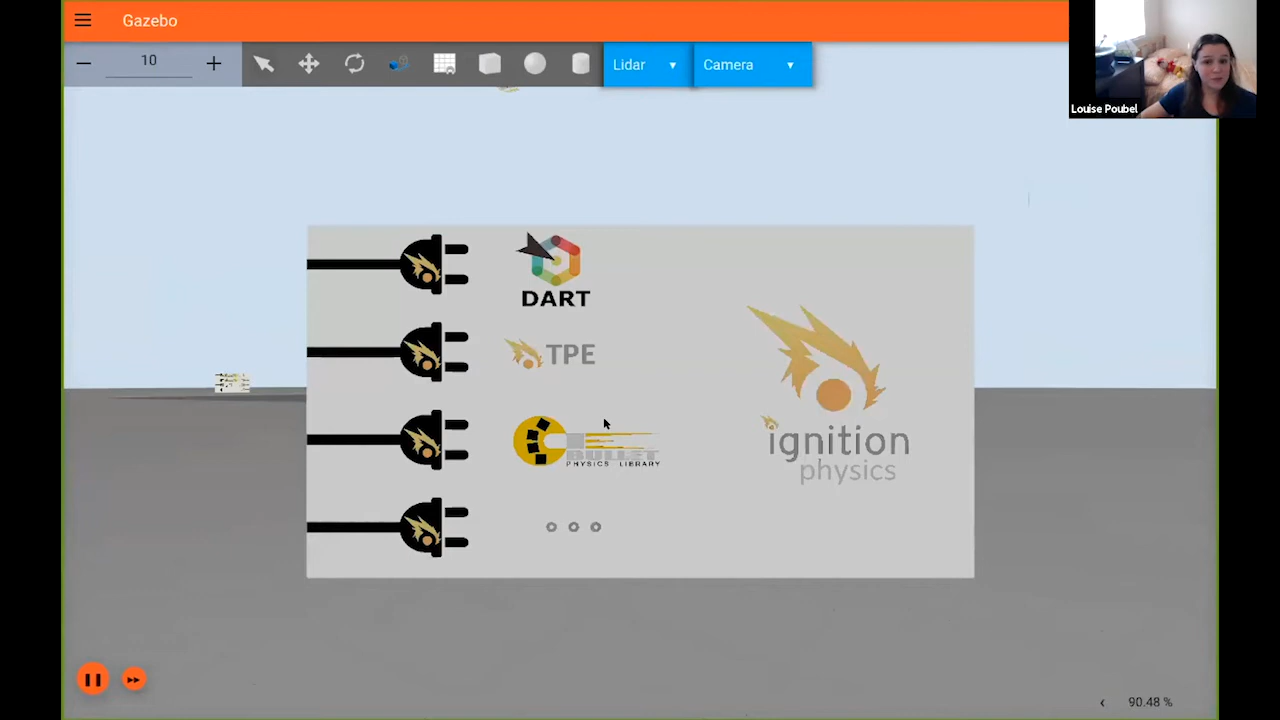 Gazebo
10
Lidar
Camera
Louise Poubel
DART
TPE
BULLET
PHYSICS LIBRARY
ignition
physics
90.48 %